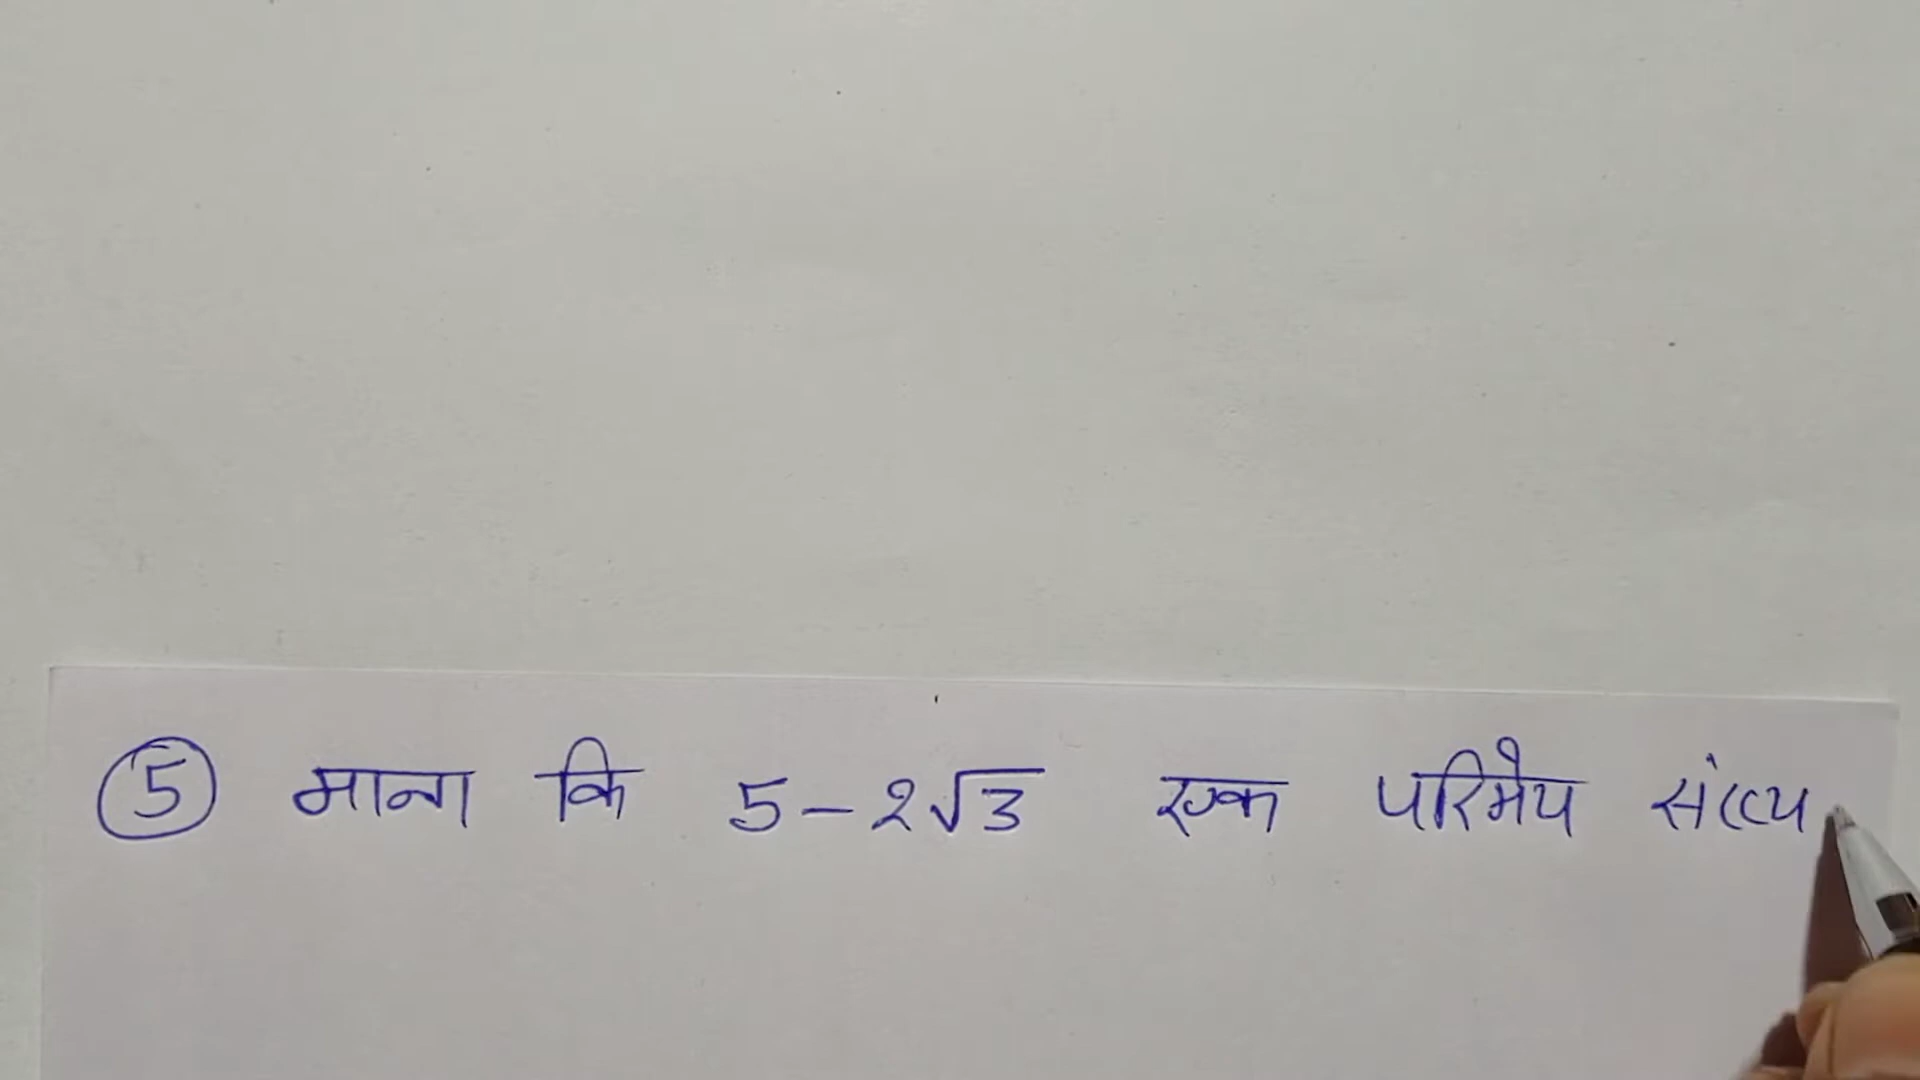 ⑤ माना कि 5-2√3 एक परिमेय संख्य